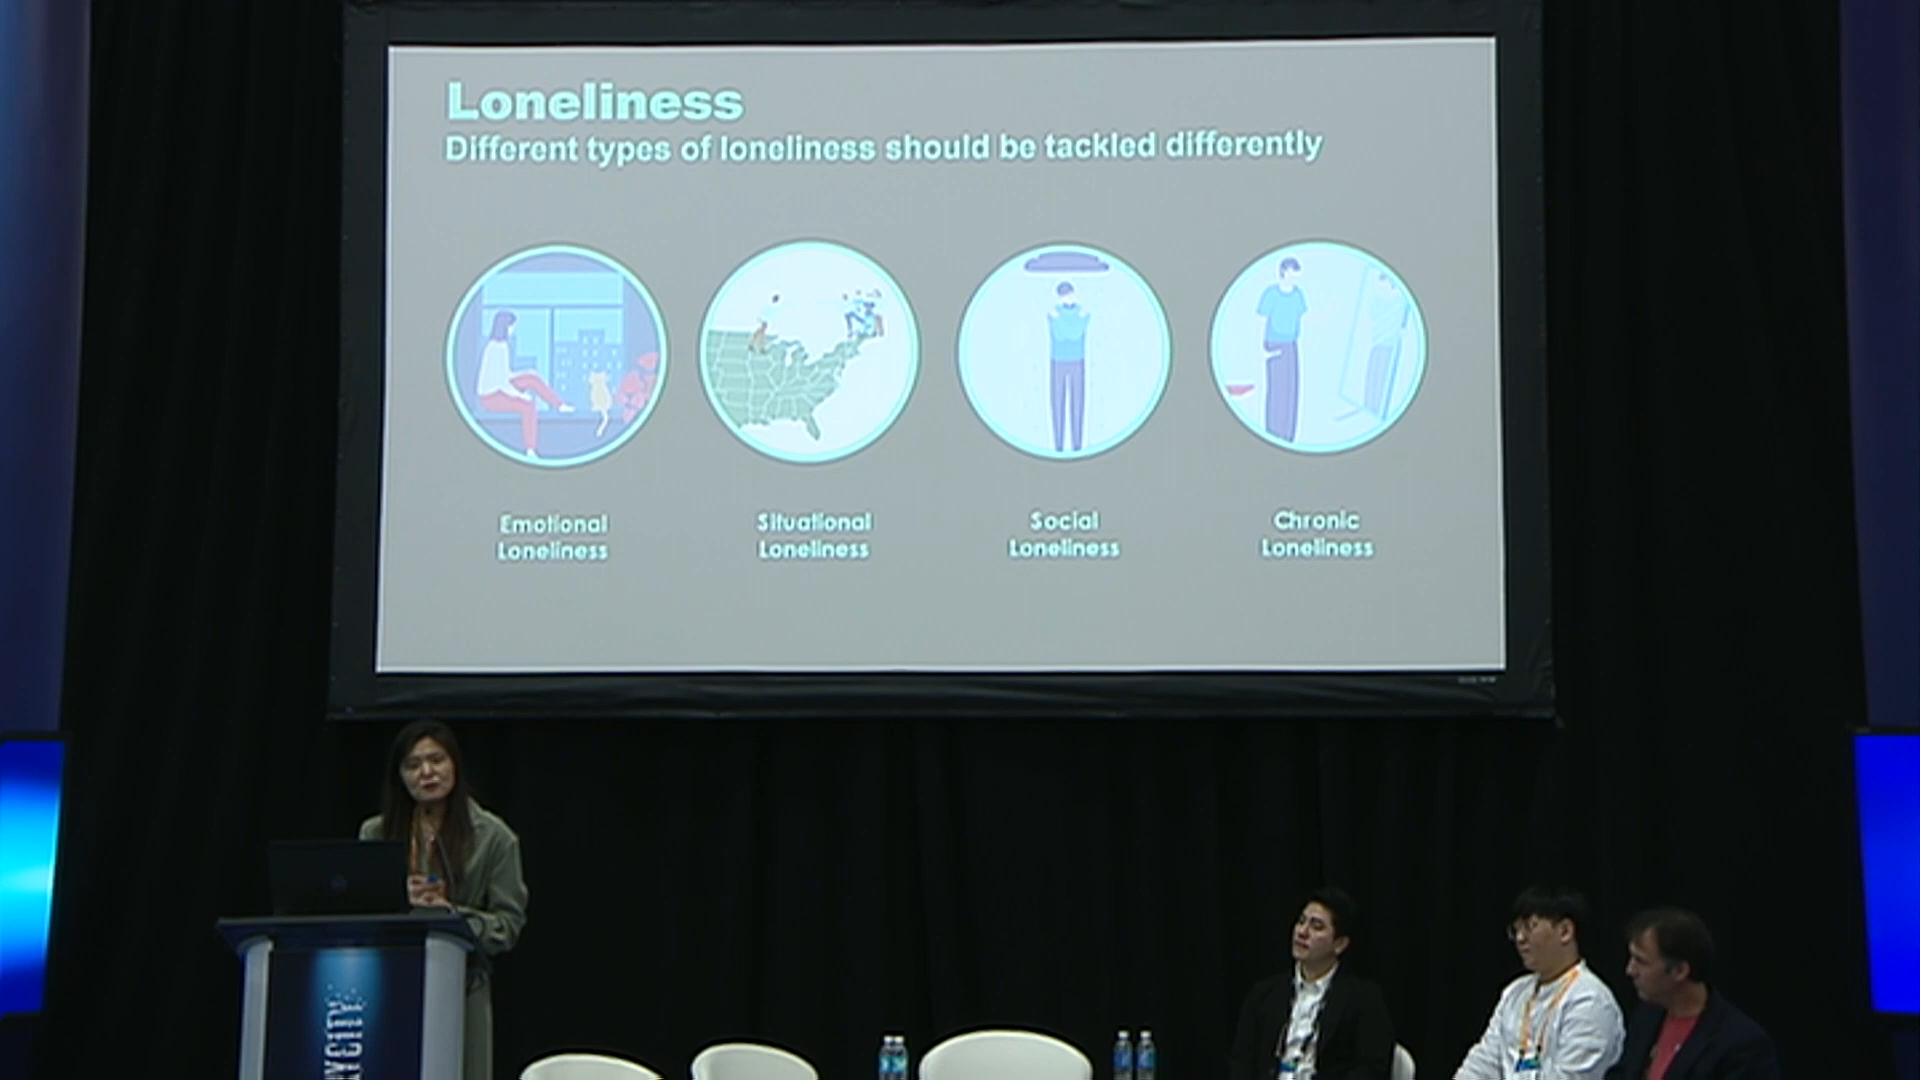 Loneliness
Different types of loneliness should be tackled differently
Emotional
Loneliness
Situational
Loneliness
Social
Loneliness
Chronic
Loneliness